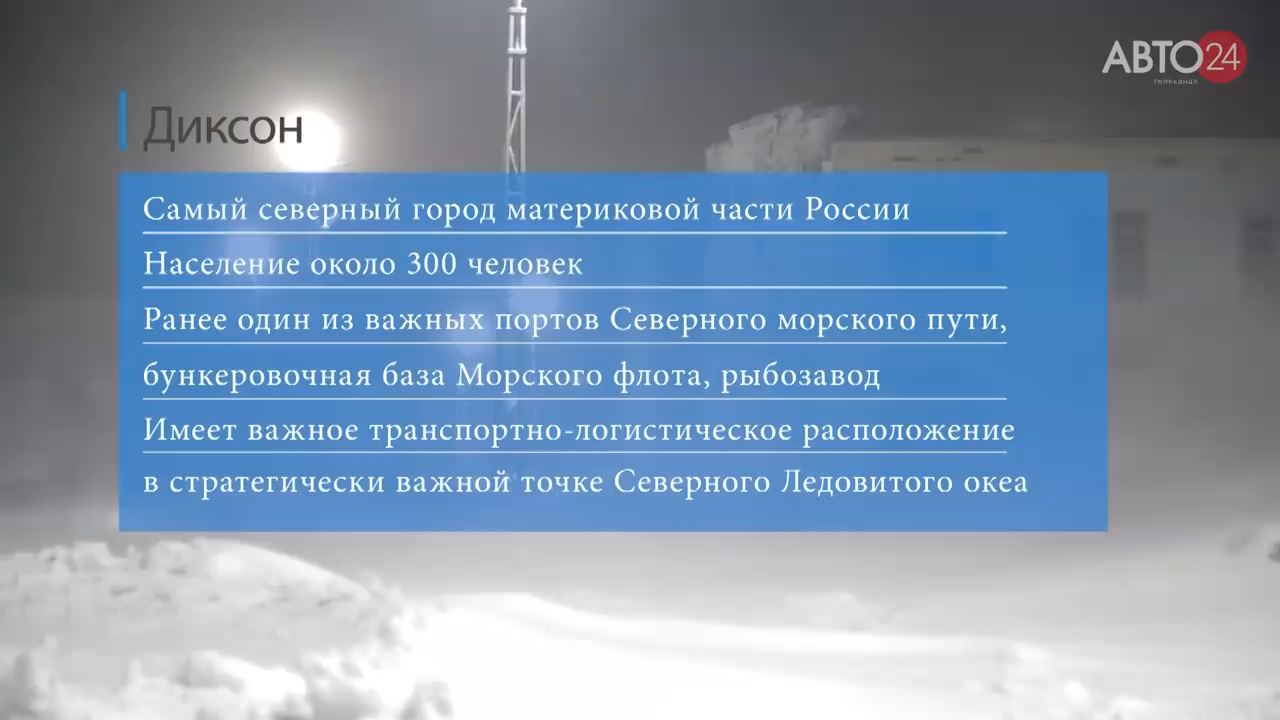 АВТО24
телеканал
Диксон
Самый северный город материковой части России
Население около 300 человек
Ранее один из важных портов Северного морского пути,
бункеровочная база Морского флота, рыбозавод
Имеет важное транспортно-логистическое расположение
в стратегически важной точке Северного Ледовитого океа